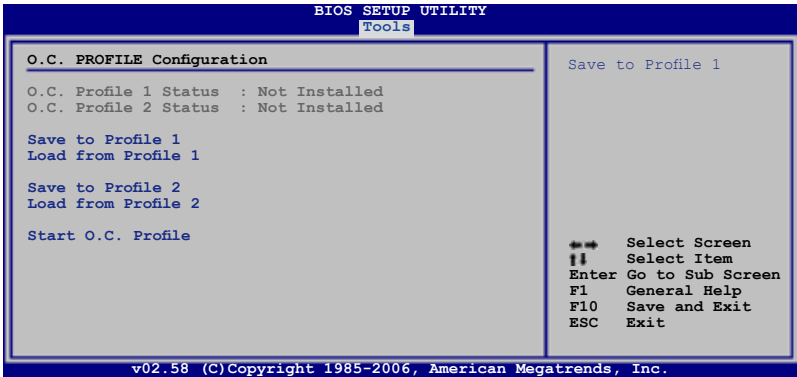 BIOS SETUP UTILITY
Tools
O.C. PROFILE Configuration
O.C. Profile 1 Status : Not Installed
O.C. Profile 2 Status : Not Installed
Save to Profile 1
Load from Profile 1
Save to Profile 2
Load from Profile 2
Start O.C. Profile
Save to Profile 1
Select Screen
Select Item
Enter Go to Sub Screen
F1 General Help
F10 Save and Exit
ESC Exit
v02.58 (C)Copyright 1985-2006, American Megatrends, Inc.